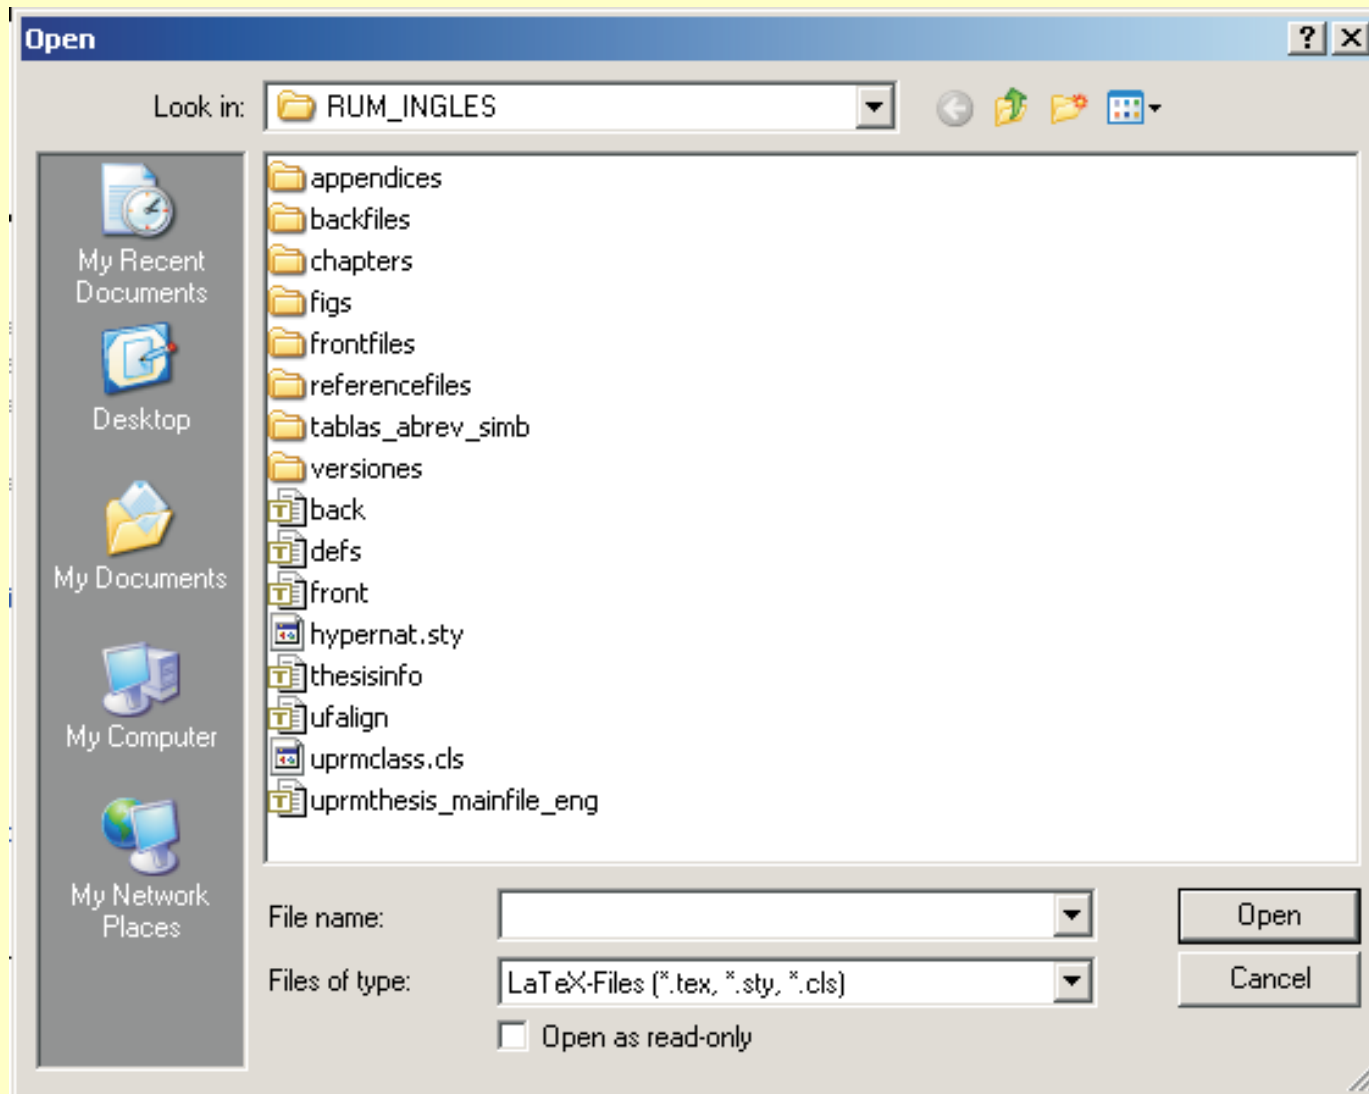 Open
Look in: RUM_INGLES
My Recent
Documents
Desktop
My Documents
My Computer
My Network
Places
appendices
backfiles
chapters
figs
frontfiles
referencefiles
tablas_abrev_simb
versiones
back
defs
front
hypernat.sty
thesisinfo
ufalign
uprmclass.cls
uprmthesis_mainfile_eng
File name:
Open
Files of type: LaTeX-Files (*.tex, *.sty, *.cls)
Cancel
Open as read-only